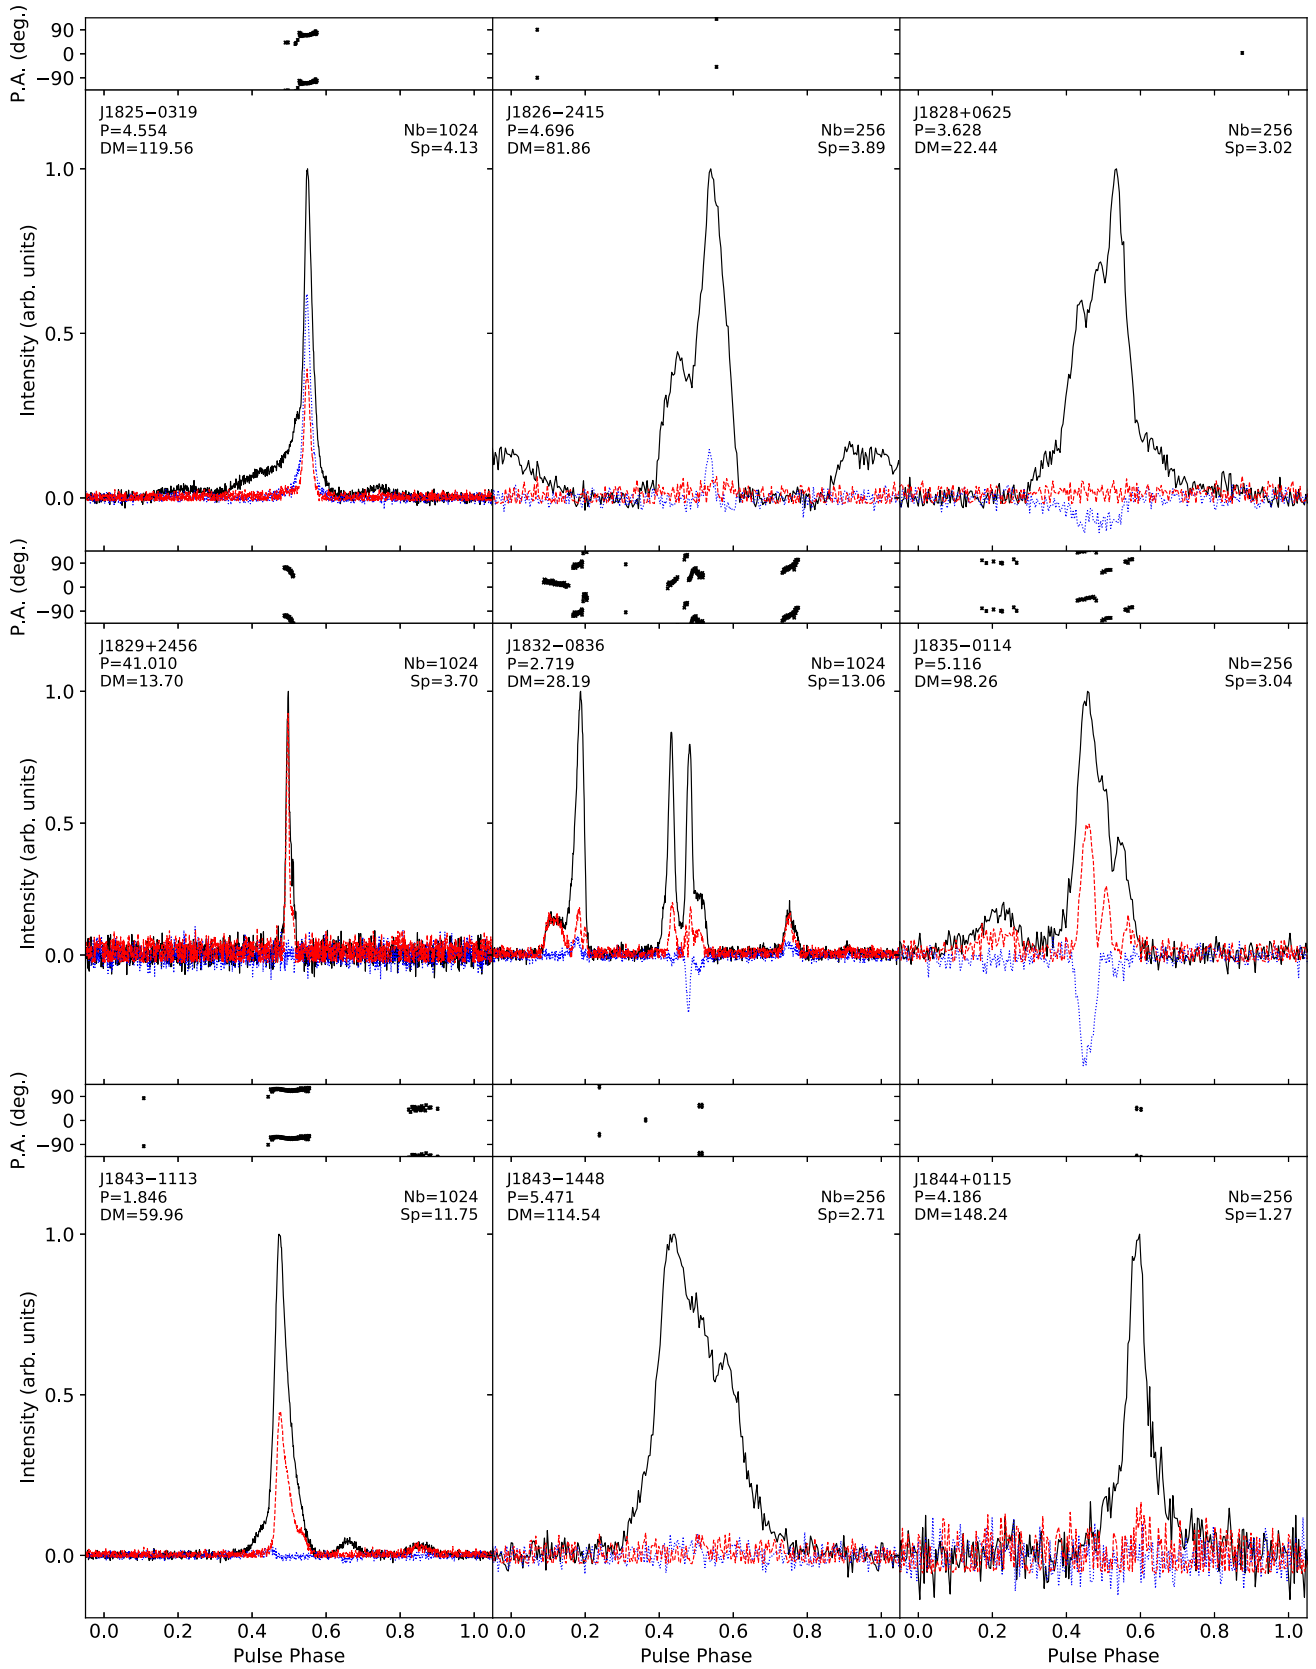 P.A. (deg.)
90
0
−90
J1825−0319
P=4.554
DM=119.56
Nb=1024
Sp=4.13
J1826−2415
P=4.696
DM=81.86
Nb=256
Sp=3.89
J1828+0625
P=3.628
DM=22.44
Nb=256
Sp=3.02
Intensity (arb. units)
1.0
0.5
0.0
P.A. (deg.)
90
0
−90
J1829+2456
P=41.010
DM=13.70
Nb=1024
Sp=3.70
J1832−0836
P=2.719
DM=28.19
Nb=1024
Sp=13.06
J1835−0114
P=5.116
DM=98.26
Nb=256
Sp=3.04
Intensity (arb. units)
1.0
0.5
0.0
P.A. (deg.)
90
0
−90
J1843−1113
P=1.846
DM=59.96
Nb=1024
Sp=11.75
J1843−1448
P=5.471
DM=114.54
Nb=256
Sp=2.71
J1844+0115
P=4.186
DM=148.24
Nb=256
Sp=1.27
Intensity (arb. units)
1.0
0.5
0.0
0.0 0.2 0.4 0.6 0.8 1.0
0.0 0.2 0.4 0.6 0.8 1.0
0.0 0.2 0.4 0.6 0.8 1.0
Pulse Phase
Pulse Phase
Pulse Phase